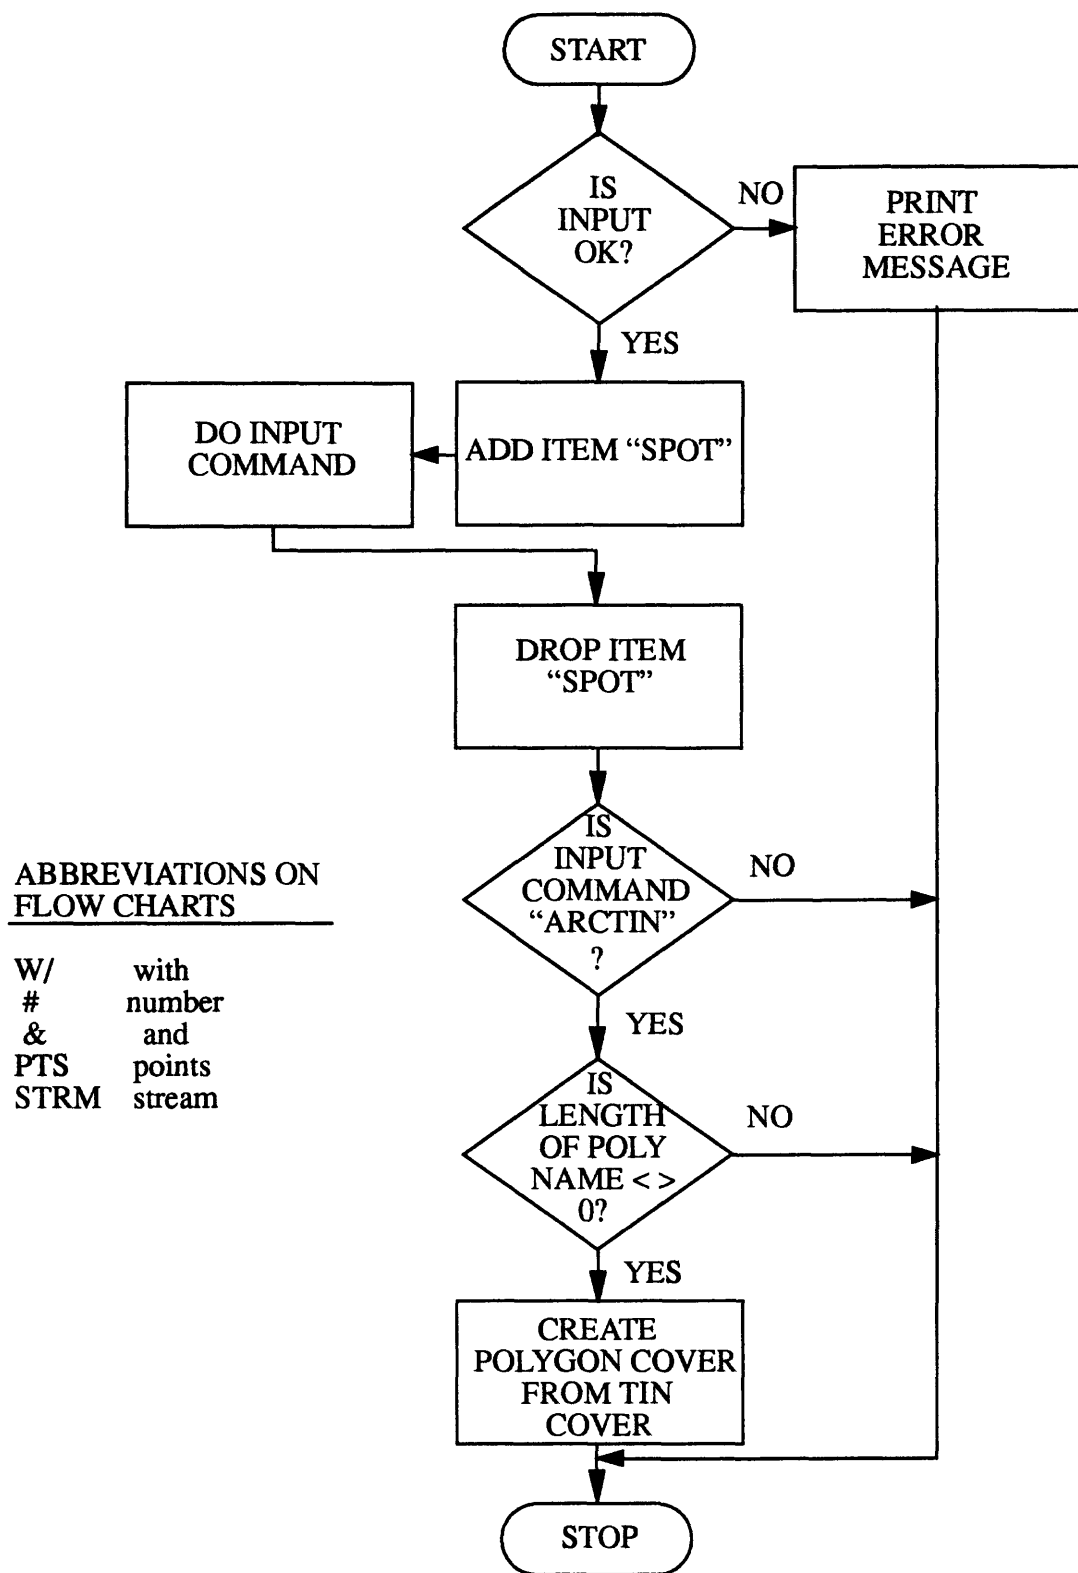 START
IS
INPUT
OK?
NO
PRINT
ERROR
MESSAGE
YES
DO INPUT
COMMAND
ADD ITEM “SPOT”
DROP ITEM
“SPOT”
IS
INPUT
COMMAND
“ARCTIN”
?
NO
YES
ABBREVIATIONS ON
FLOW CHARTS
W/ with
# number
& and
PTS points
STRM stream
IS
LENGTH
OF POLY
NAME < >
0?
NO
YES
CREATE
POLYGON COVER
FROM TIN
COVER
STOP